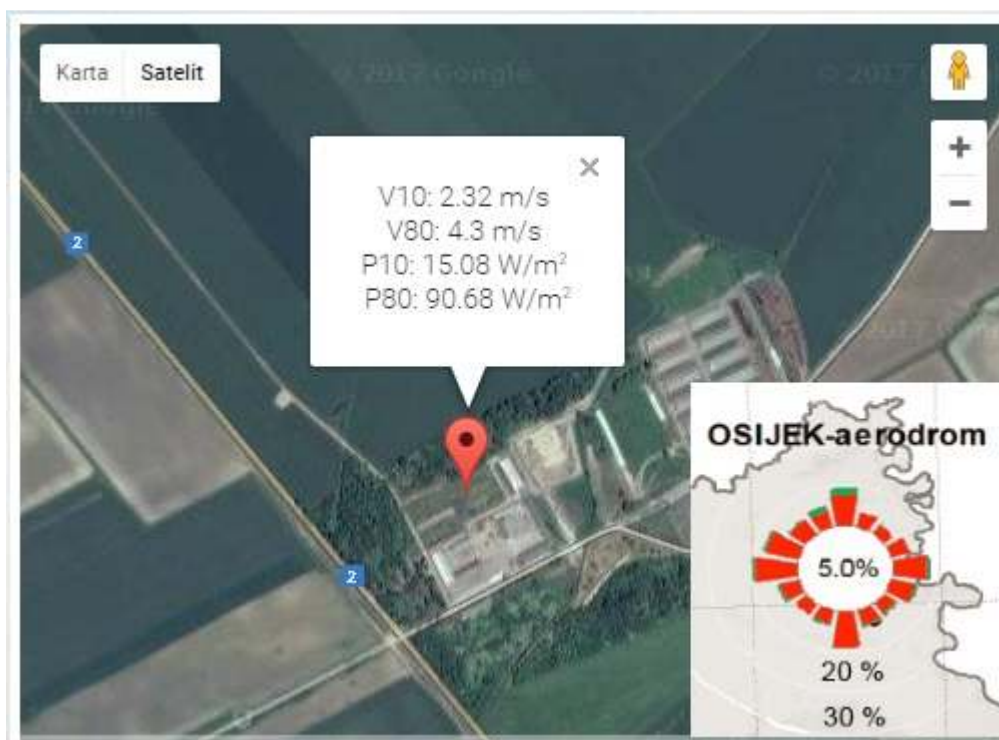 Karta Satelit
© 2017 Google
+
−
×
V10: 2.32 m/s
V80: 4.3 m/s
P10: 15.08 W/m²
P80: 90.68 W/m²
2
2
OSIJEK-aerodrom
5.0%
20 %
30 %